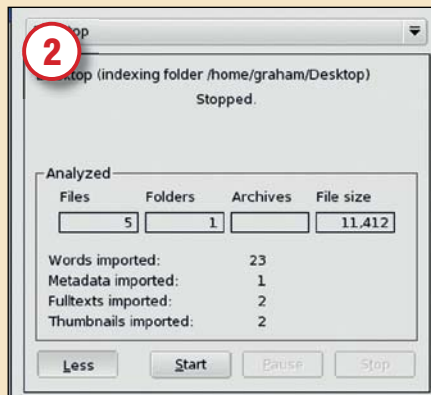 2
top
Desktop (indexing folder /home/graham/Desktop)
Stopped.
Analyzed
Files Folders Archives File size
5 1 11,412
Words imported: 23
Metadata imported: 1
Fulltexts imported: 2
Thumbnails imported: 2
Less Start Pause Stop